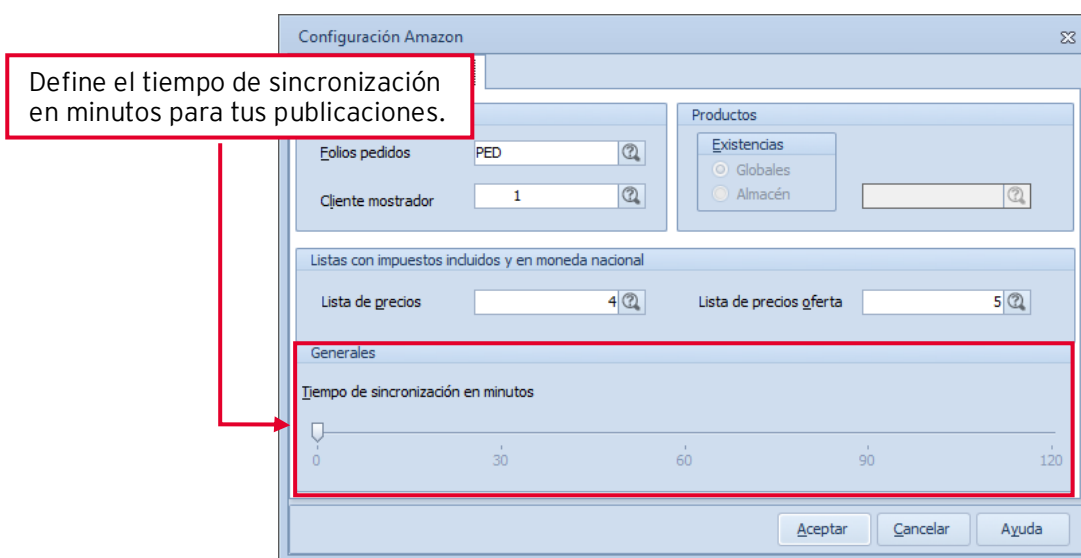 Configuración Amazon
Define el tiempo de sincronización
en minutos para tus publicaciones.
Folios pedidos PED
Cliente mostrador 1
Productos
Existencias
Globales
Almacén
Listas con impuestos incluidos y en moneda nacional
Lista de precios 4 Lista de precios oferta 5
Generales
Tiempo de sincronización en minutos
0 30 60 90 120
Aceptar Cancelar Ayuda